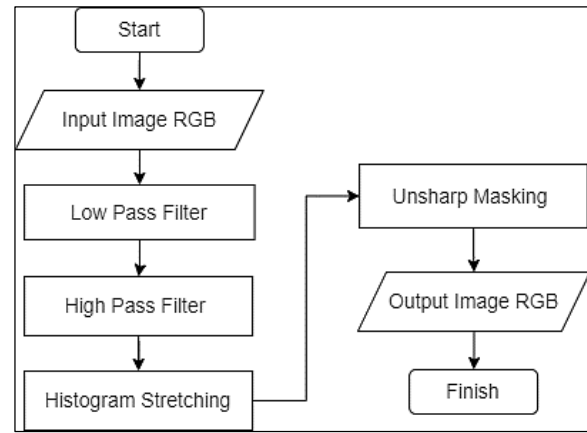 Start
Input Image RGB
Low Pass Filter
High Pass Filter
Histogram Stretching
Unsharp Masking
Output Image RGB
Finish